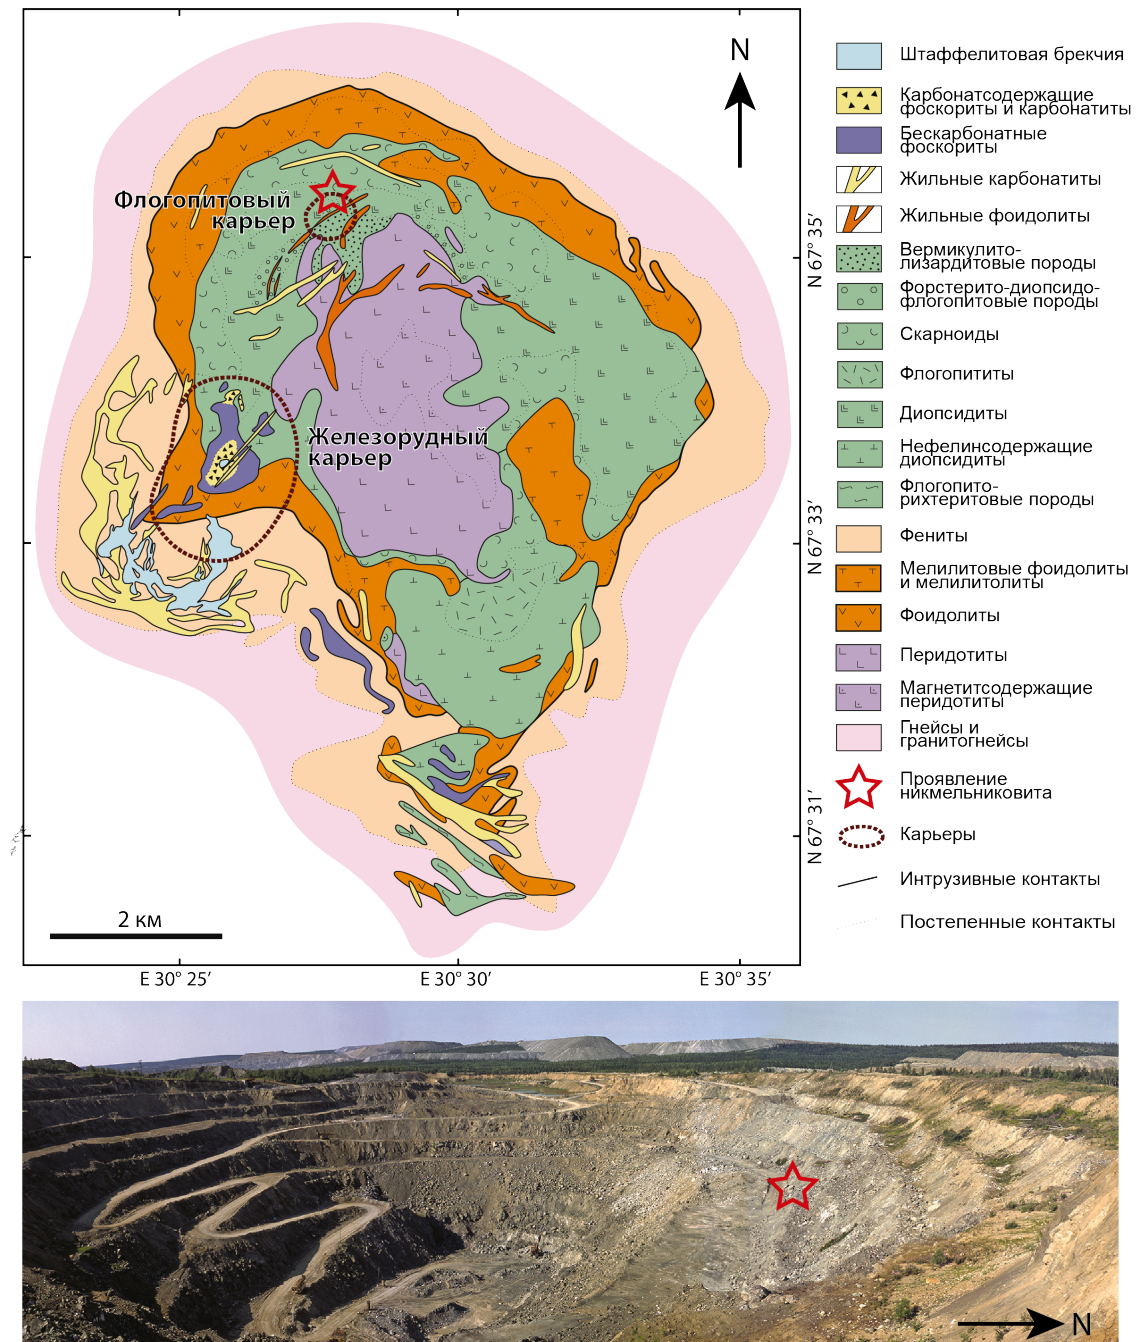 N
Флогопитовый
карьер
Железорудный
карьер
2 км
N 67° 35′
N 67° 33′
N 67° 31′
E 30° 25′
E 30° 30′
E 30° 35′
Штаффелитовая брекчия
Карбонатсодержащие
фоскориты и карбонатиты
Бескарбонатные
фоскориты
Жильные карбонатиты
Жильные фоидолиты
Вермикулито-
лизардитовые породы
Форстерито-диопсидо-
флогопитовые породы
Скарноиды
Флогопититы
Диопсидиты
Нефелинсодержащие
диопсидиты
Флогопито-
рихтеритовые породы
Фениты
Мелилитовые фоидолиты
и мелилитолиты
Фоидолиты
Перидотиты
Магнетитсодержащие
перидотиты
Гнейсы и
гранитогнейсы
Проявление
никмельниковита
Карьеры
Интрузивные контакты
Постепенные контакты
N